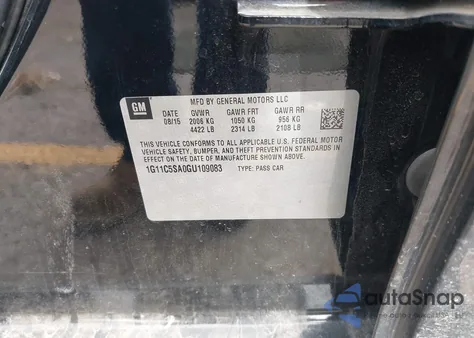 GM
MFD BY GENERAL MOTORS LLC
DATE GVWR GAWR FRT GAWR RR
08/15 2006 KG 1050 KG 956 KG
4422 LB 2314 LB 2108 LB
THIS VEHICLE CONFORMS TO ALL APPLICABLE U.S. FEDERAL MOTOR
VEHICLE SAFETY, BUMPER, AND THEFT PREVENTION STANDARDS IN
EFFECT ON THE DATE OF MANUFACTURE SHOWN ABOVE.
1G11C5SA0GU109083 TYPE: PASS CAR
autoSnap